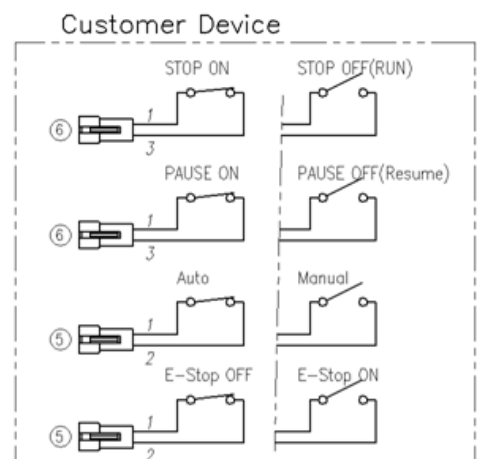 Customer Device
STOP ON STOP OFF(RUN)
6 1
3
PAUSE ON PAUSE OFF(Resume)
6 1
3
Auto Manual
5 1
2
E-Stop OFF E-Stop ON
5 1
2